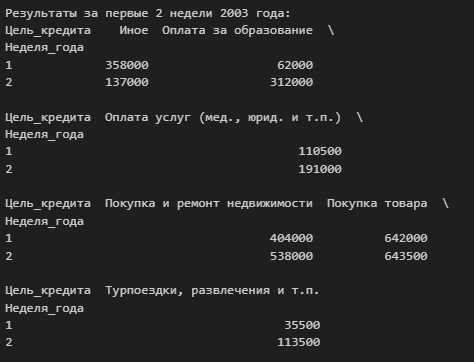 Результаты за первые 2 недели 2003 года:
Цель_кредита    Иное  Оплата за образование  \
Неделя_года
1             358000                  62000
2             137000                 312000

Цель_кредита  Оплата услуг (мед., юрид. и т.п.)  \
Неделя_года
1                                        110500
2                                        191000

Цель_кредита  Покупка и ремонт недвижимости  Покупка товара  \
Неделя_года
1                                    404000          642000
2                                    538000          643500

Цель_кредита  Турпоездки, развлечения и т.п.
Неделя_года
1                                      35500
2                                     113500